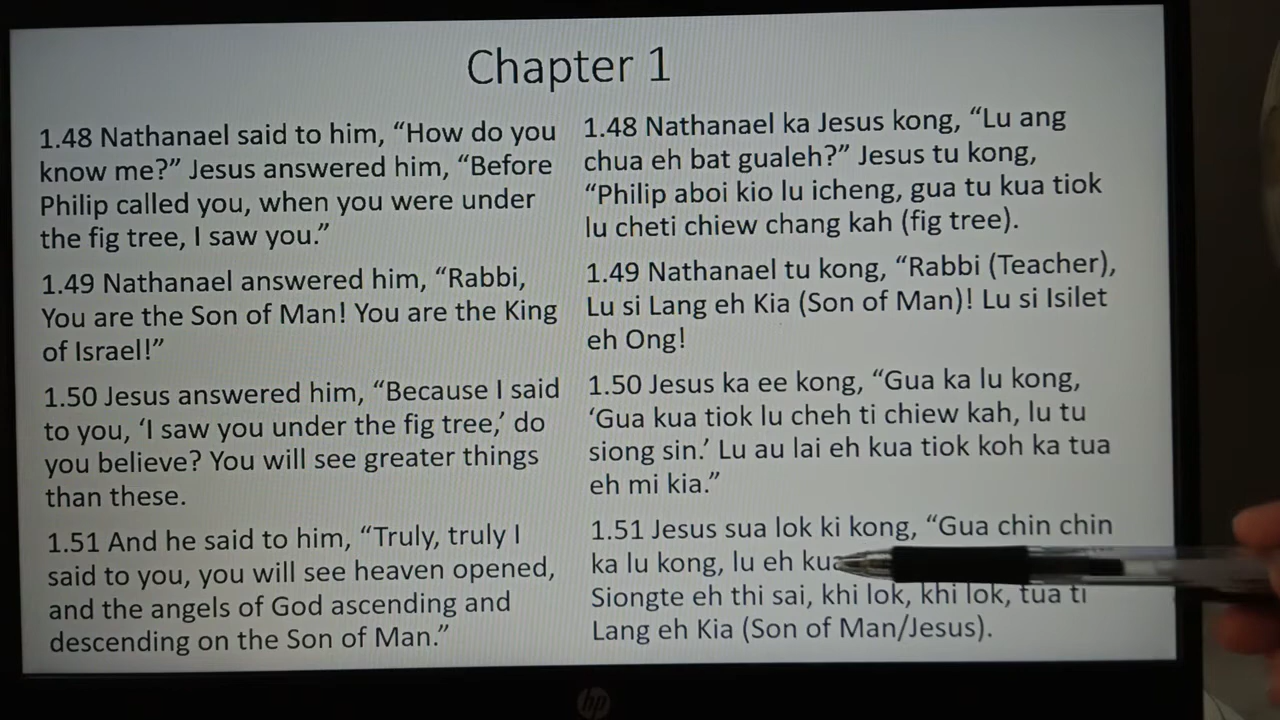 Chapter 1
1.48 Nathanael said to him, “How do you
know me?” Jesus answered him, “Before
Philip called you, when you were under
the fig tree, I saw you.”
1.49 Nathanael answered him, “Rabbi,
You are the Son of Man! You are the King
of Israel!”
1.50 Jesus answered him, “Because I said
to you, ‘I saw you under the fig tree,’ do
you believe? You will see greater things
than these.
1.51 And he said to him, “Truly, truly I
said to you, you will see heaven opened,
and the angels of God ascending and
descending on the Son of Man.”
1.48 Nathanael ka Jesus kong, “Lu ang
chua eh bat gualeh?” Jesus tu kong,
“Philip aboi kio lu icheng, gua tu kua tiok
lu cheti chiew chang kah (fig tree).
1.49 Nathanael tu kong, “Rabbi (Teacher),
Lu si Lang eh Kia (Son of Man)! Lu si Isilet
eh Ong!
1.50 Jesus ka ee kong, “Gua ka lu kong,
‘Gua kua tiok lu cheh ti chiew kah, lu tu
siong sin.’ Lu au lai eh kua tiok koh ka tua
eh mi kia.”
1.51 Jesus sua lok ki kong, “Gua chin chin
ka lu kong, lu eh kua
Siongte eh thi sai, khi lok, khi lok, tua ti
Lang eh Kia (Son of Man/Jesus).
hp